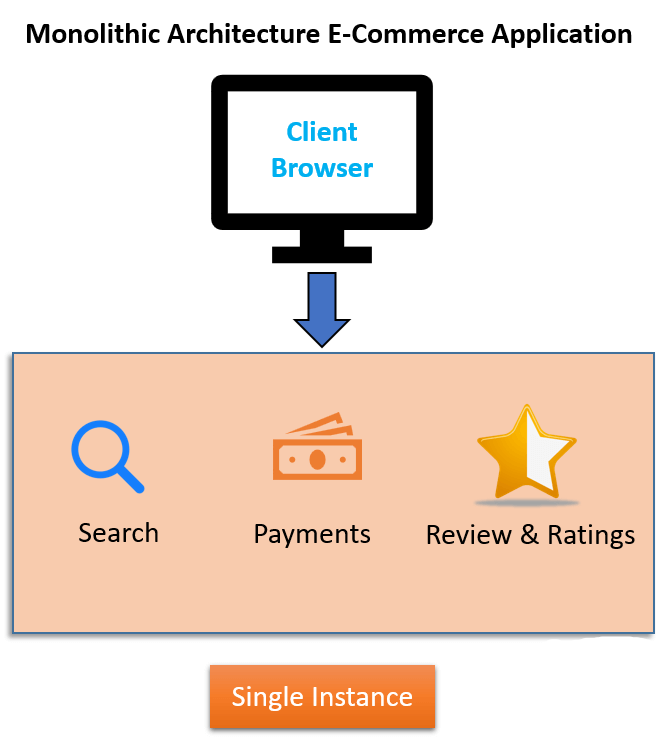 Monolithic Architecture E-Commerce Application
Client
Browser
Search
Payments
Review & Ratings
Single Instance